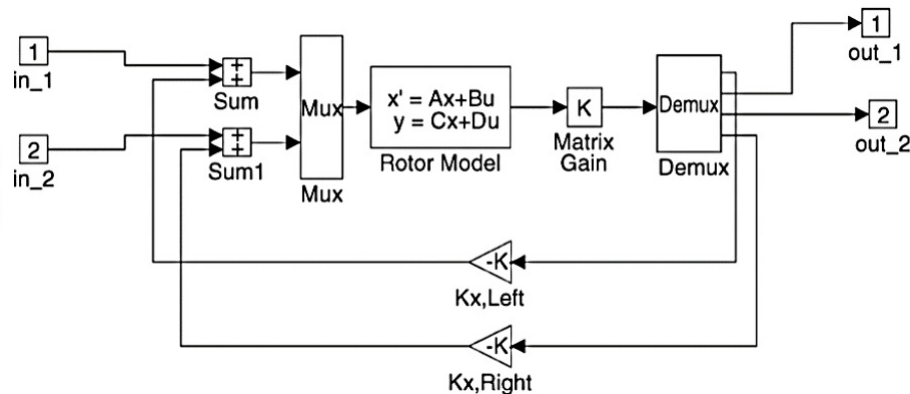 1
in_1
+
+
Sum
2
in_2
+
+
Sum1
Mux
Mux
x' = Ax+Bu
y = Cx+Du
Rotor Model
K
Matrix
Gain
Demux
Demux
1
out_1
2
out_2
-K
Kx,Left
-K
Kx,Right